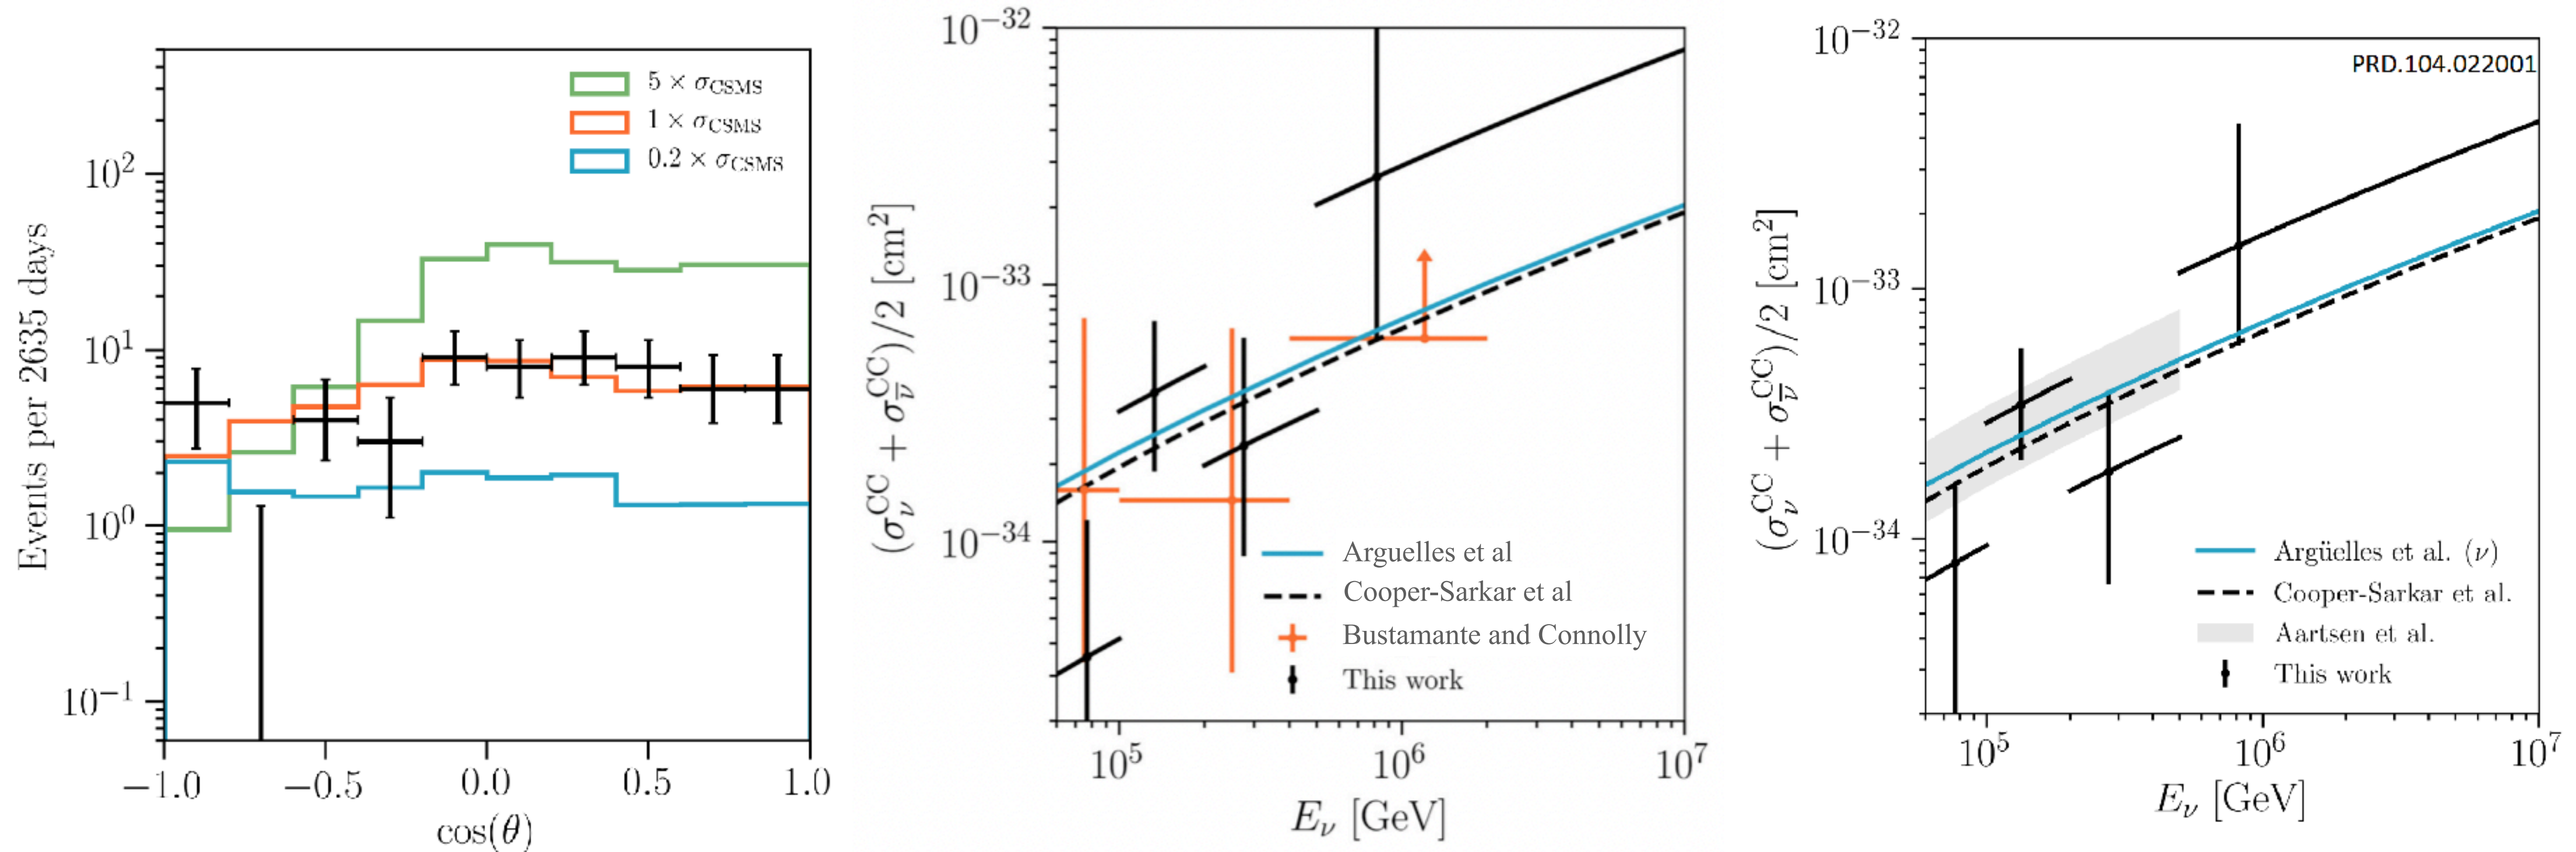 5 × σCSMS
1 × σCSMS
0.2 × σCSMS
Events per 2635 days
10²
10¹
10⁰
10⁻¹
−1.0 −0.5 0.0 0.5 1.0
cos(θ)
(σνCC + σν̅CC)/2 [cm²]
10⁻³²
10⁻³³
10⁻³⁴
Arguelles et al
Cooper-Sarkar et al
Bustamante and Connolly
This work
10⁵ 10⁶ 10⁷
Eν [GeV]
(σνCC + σν̅CC)/2 [cm²]
10⁻³²
10⁻³³
10⁻³⁴
PRD.104.022001
Argüelles et al. (ν)
Cooper-Sarkar et al.
Aartsen et al.
This work
10⁵ 10⁶ 10⁷
Eν [GeV]